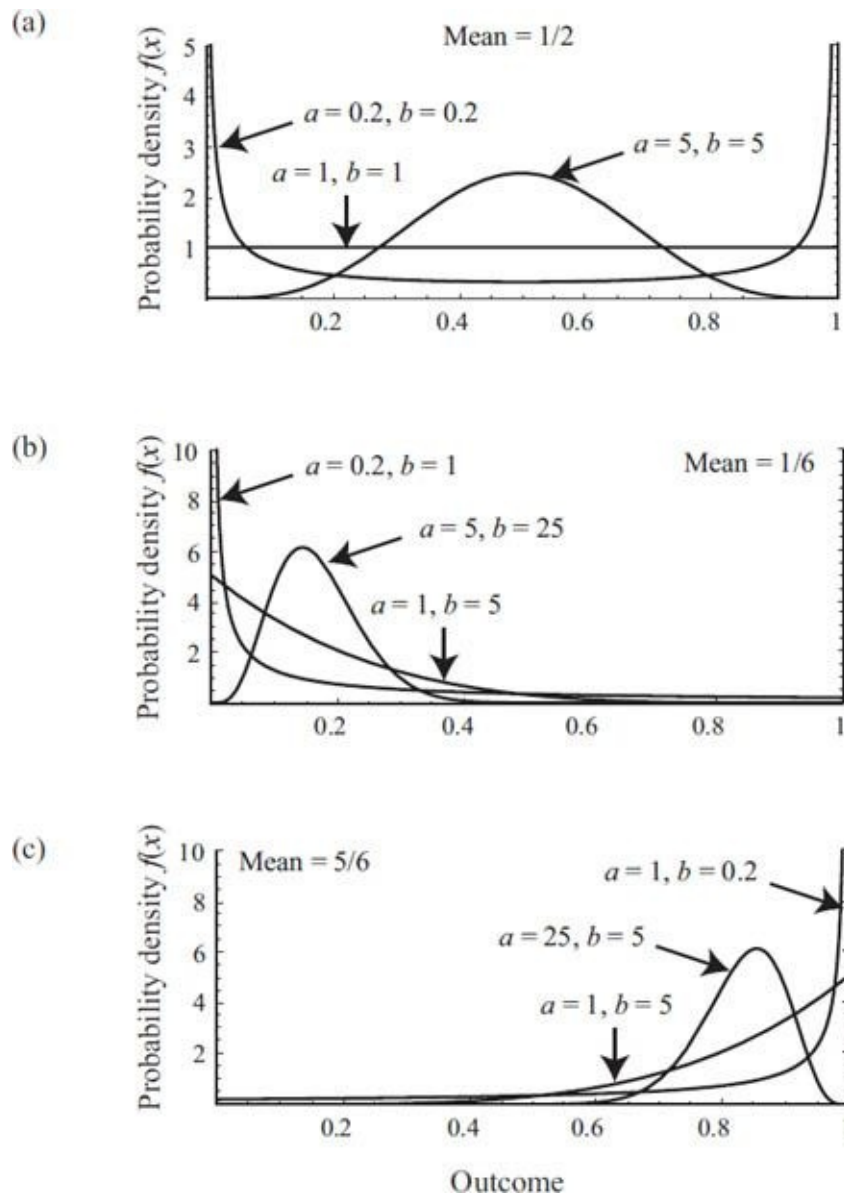 (a)
Mean = 1/2
Probability density f(x)
5
4
3
2
1
a = 0.2, b = 0.2
a = 5, b = 5
a = 1, b = 1
0.2 0.4 0.6 0.8 1
(b)
Mean = 1/6
Probability density f(x)
10
8
6
4
2
a = 0.2, b = 1
a = 5, b = 25
a = 1, b = 5
0.2 0.4 0.6 0.8 1
(c)
Mean = 5/6
Probability density f(x)
10
8
6
4
2
a = 1, b = 0.2
a = 25, b = 5
a = 1, b = 5
0.2 0.4 0.6 0.8
Outcome